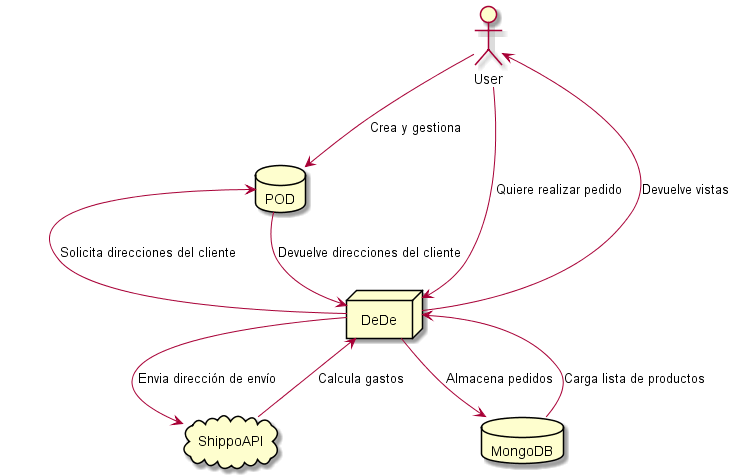 User
Crea y gestiona
Quiere realizar pedido
Devuelve vistas
POD
Solicita direcciones del cliente
Devuelve direcciones del cliente
DeDe
Envia dirección de envío
Calcula gastos
Almacena pedidos
Carga lista de productos
ShippoAPI
MongoDB